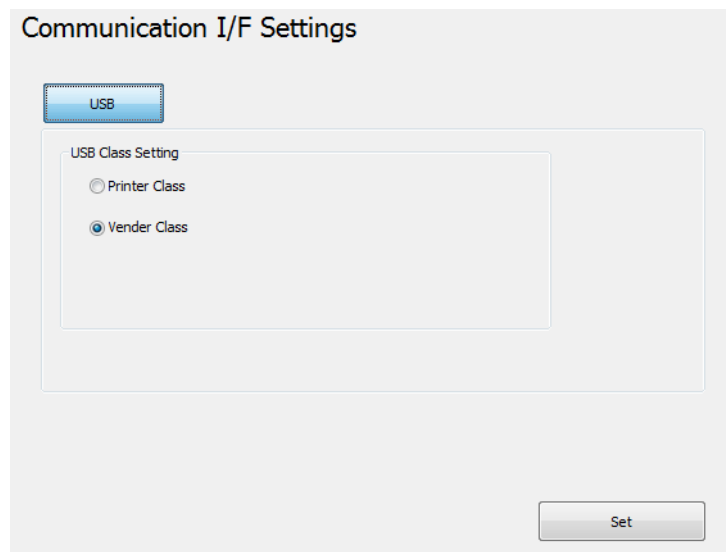 Communication I/F Settings
USB
USB Class Setting
Printer Class
Vender Class
Set